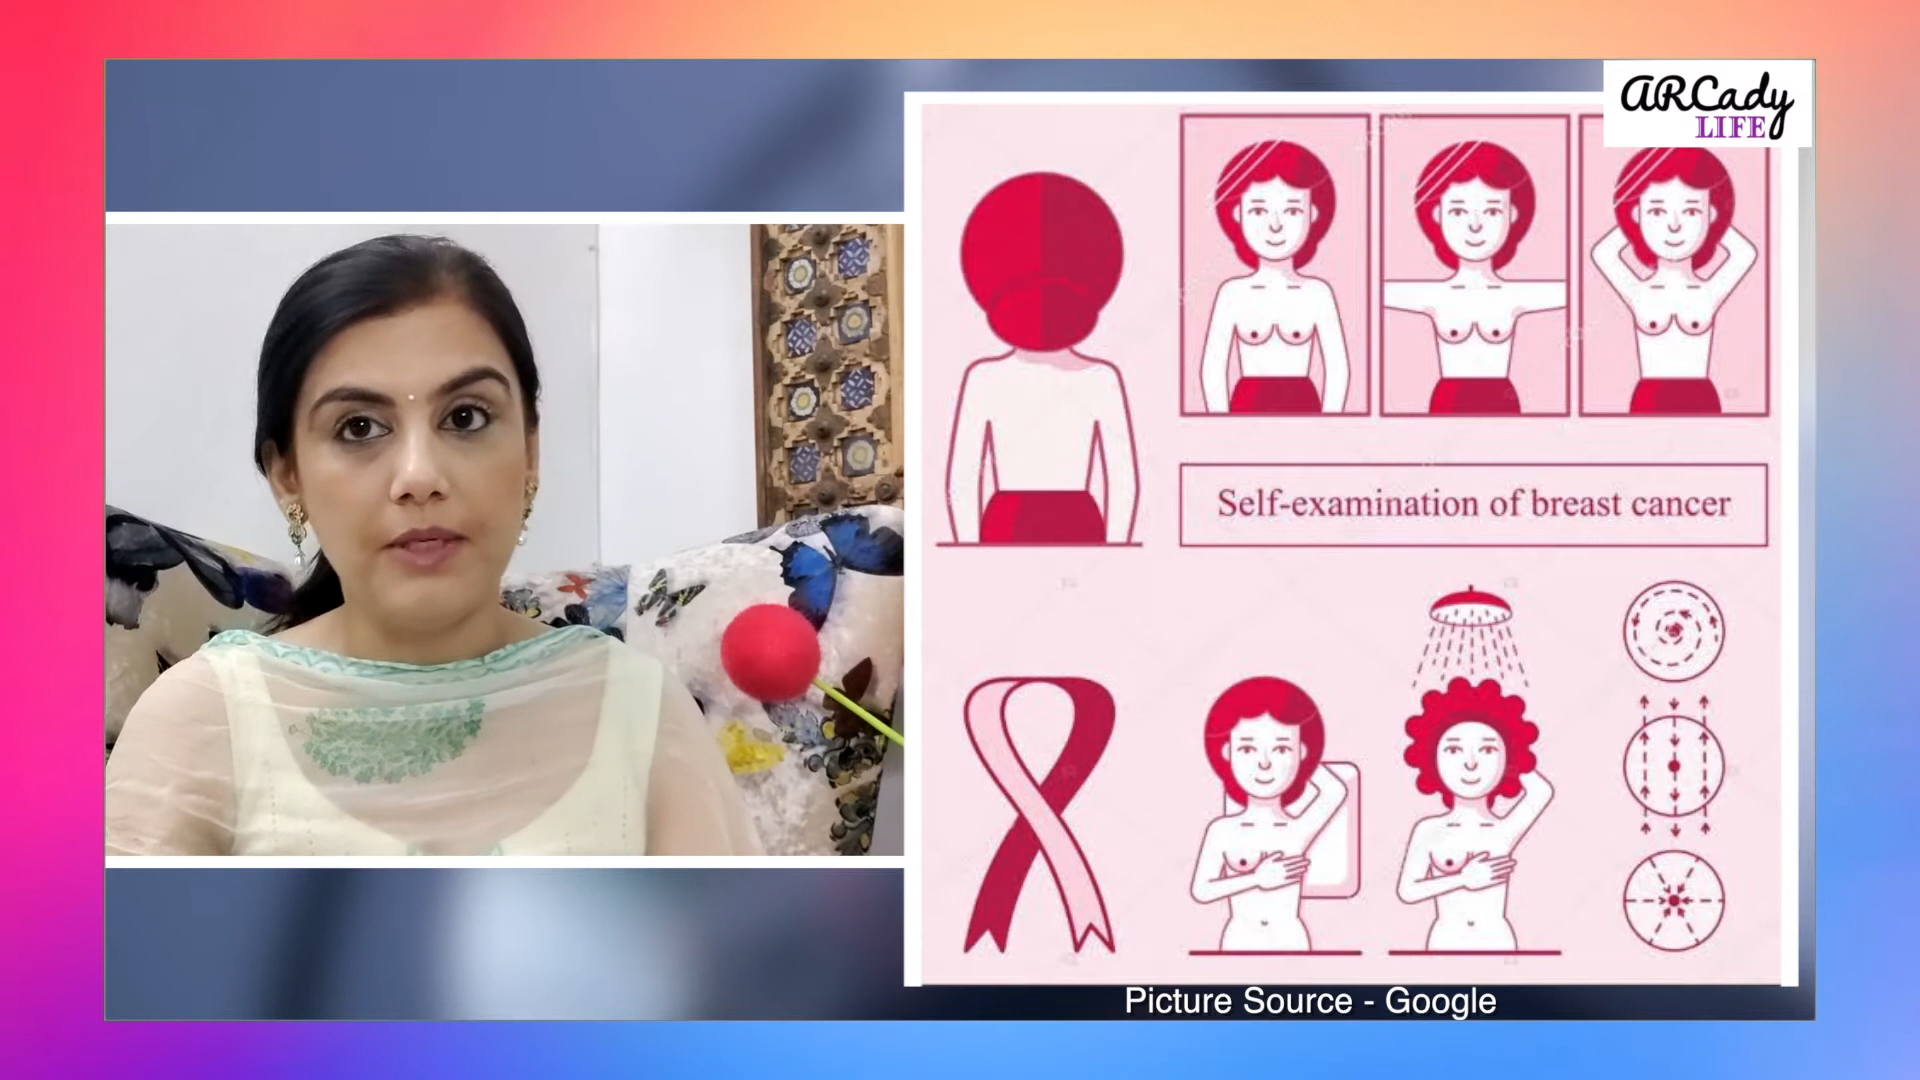 ARCady
LIFE
Self-examination of breast cancer
Picture Source - Google